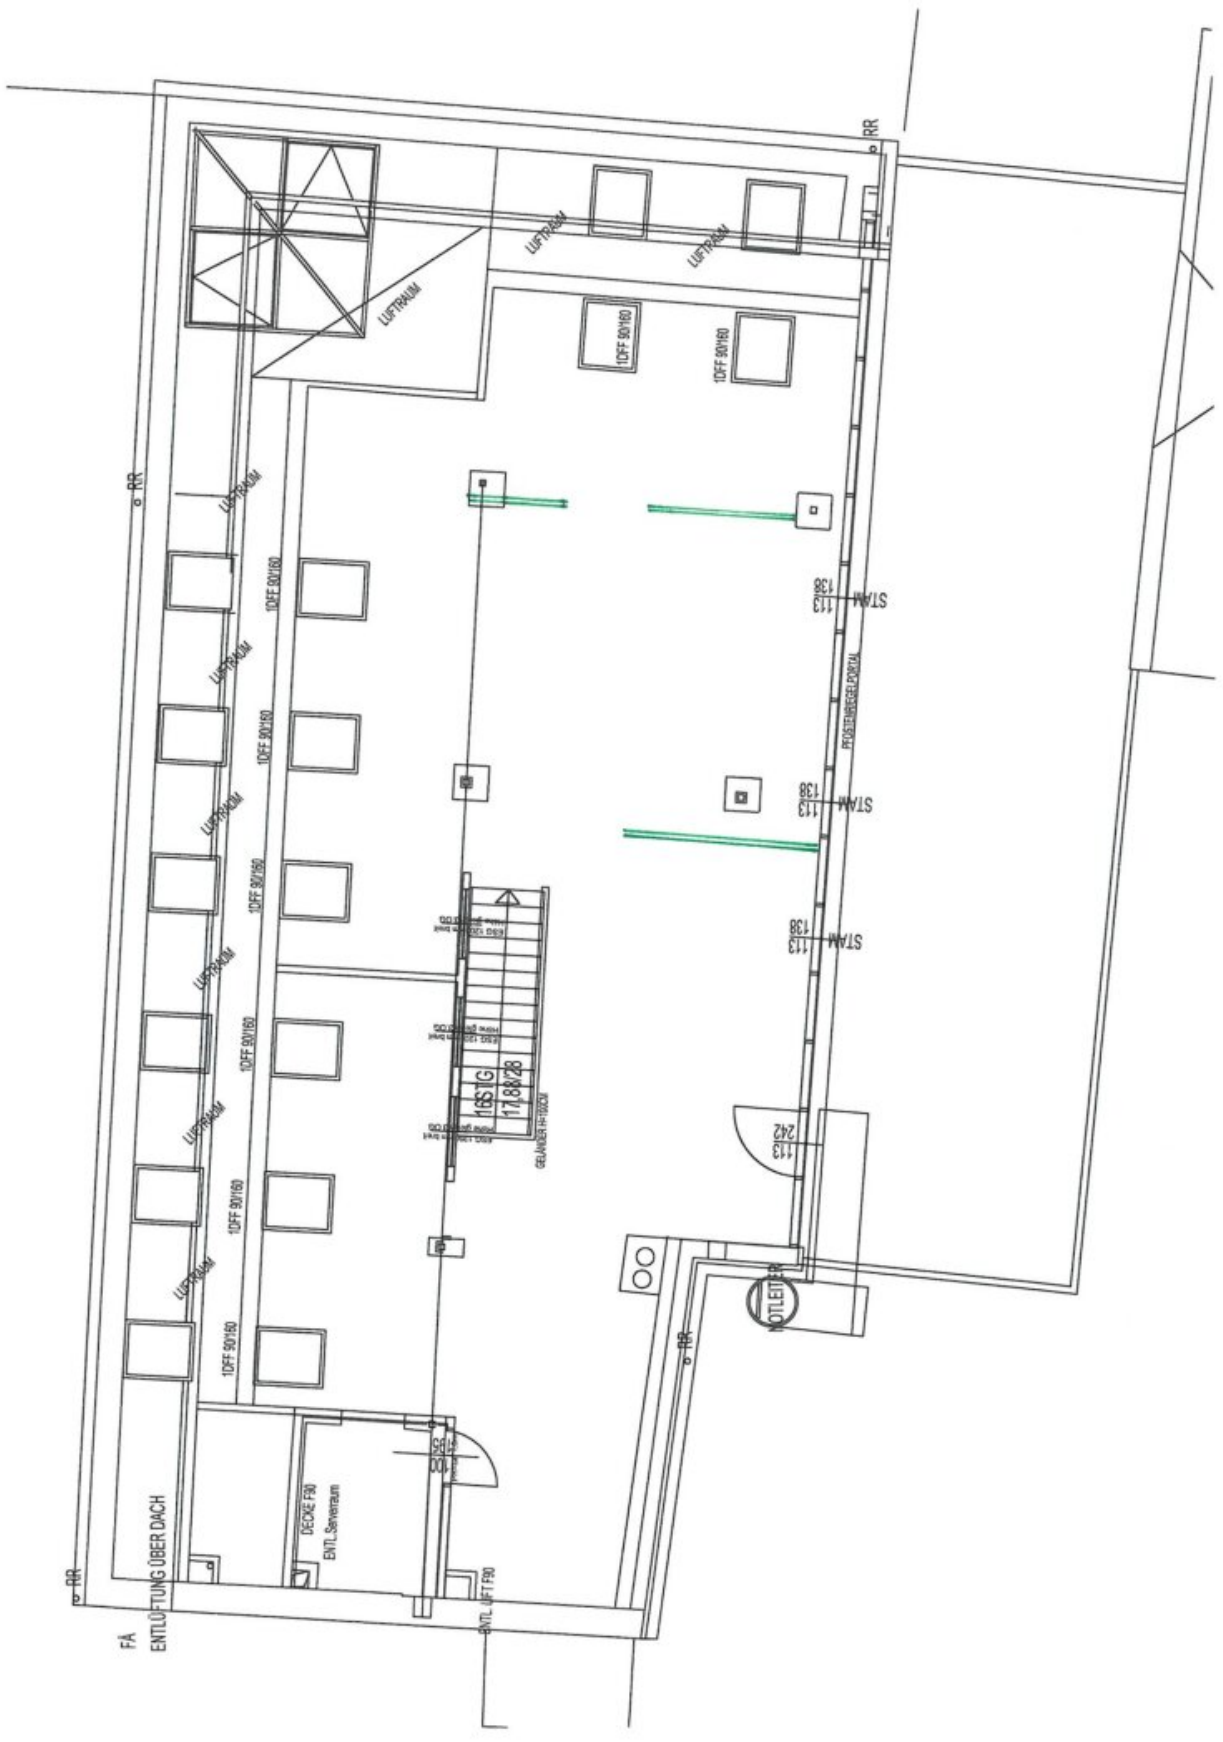 RR
LUFTRAUM
LUFTRAUM
LUFTRAUM
1DFF 90/160
1DFF 90/160
RR
LUFTRAUM
1DFF 90/160
138
113
STAM
LUFTRAUM
PFOSTENRIEGELPORTAL
1DFF 90/160
138
113
STAM
LUFTRAUM
1DFF 90/160
138
113
STAM
LUFTRAUM
1DFF 90/160
16STG
17,88/28
GELÄNDER H=100CM
242
113
LUFTRAUM
1DFF 90/160
LUFTRAUM
1DFF 90/160
NOTLEITER
RR
100
DECKE F90
ENTL.Serverraum
RR
FÄ
ENTLÜFTUNG ÜBER DACH
ENTL. LIFT F90